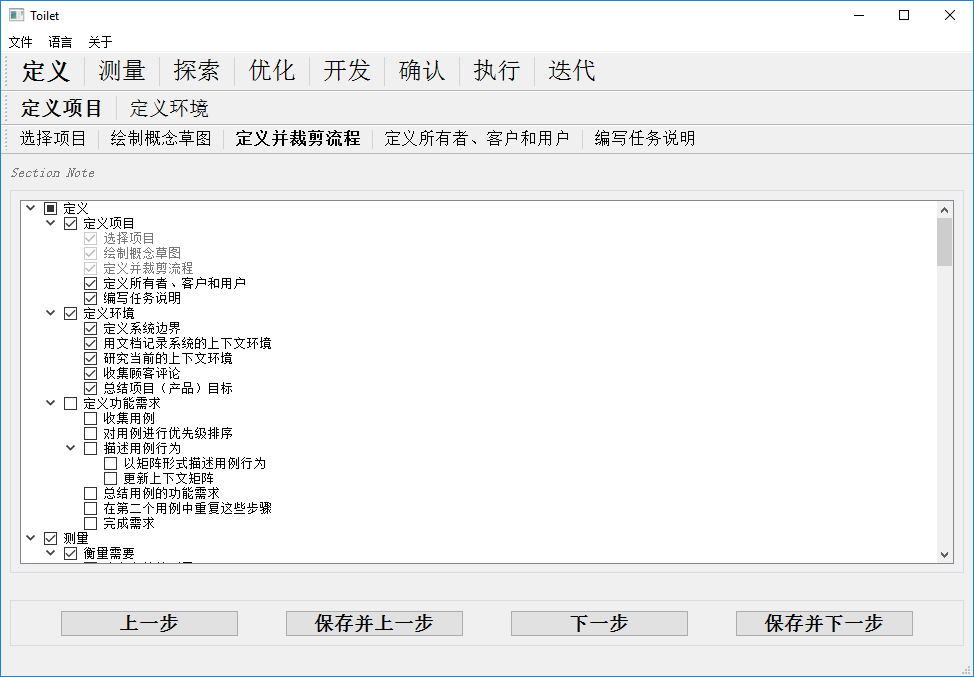 Toilet
文件 语言 关于
定义 测量 探索 优化 开发 确认 执行 迭代
定义项目 定义环境
选择项目 绘制概念草图 定义并裁剪流程 定义所有者、客户和用户 编写任务说明
Section Note
定义
定义项目
选择项目
绘制概念草图
定义并裁剪流程
定义所有者、客户和用户
编写任务说明
定义环境
定义系统边界
用文档记录系统的上下文环境
研究当前的上下文环境
收集顾客评论
总结项目（产品）目标
定义功能需求
收集用例
对用例进行优先级排序
描述用例行为
以矩阵形式描述用例行为
更新上下文矩阵
总结用例的功能需求
在第二个用例中重复这些步骤
完成需求
测量
衡量需要
上一步 保存并上一步 下一步 保存并下一步